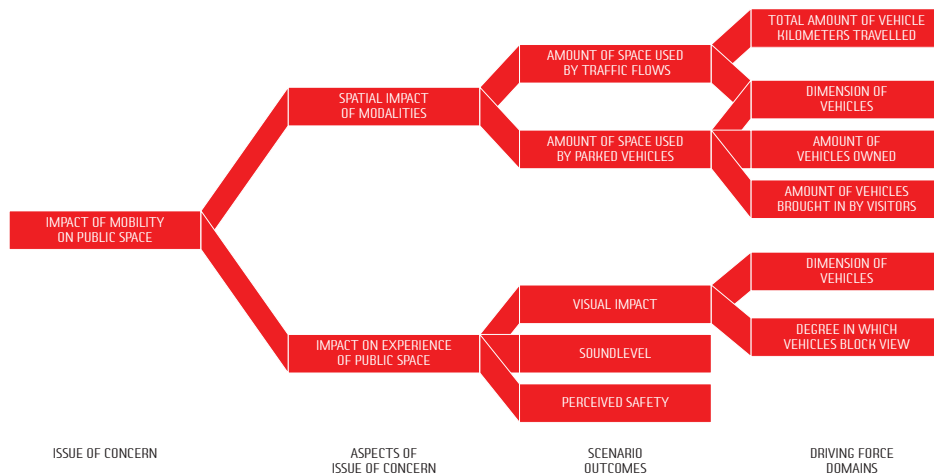 TOTAL AMOUNT OF VEHICLE
KILOMETERS TRAVELLED
AMOUNT OF SPACE USED
BY TRAFFIC FLOWS
DIMENSION OF
VEHICLES
SPATIAL IMPACT
OF MODALITIES
AMOUNT OF SPACE USED
BY PARKED VEHICLES
AMOUNT OF
VEHICLES OWNED
AMOUNT OF VEHICLES
BROUGHT IN BY VISITORS
IMPACT OF MOBILITY
ON PUBLIC SPACE
DIMENSION OF
VEHICLES
VISUAL IMPACT
DEGREE IN WHICH
VEHICLES BLOCK VIEW
IMPACT ON EXPERIENCE
OF PUBLIC SPACE
SOUNDLEVEL
PERCEIVED SAFETY
ISSUE OF CONCERN
ASPECTS OF
ISSUE OF CONCERN
SCENARIO
OUTCOMES
DRIVING FORCE
DOMAINS